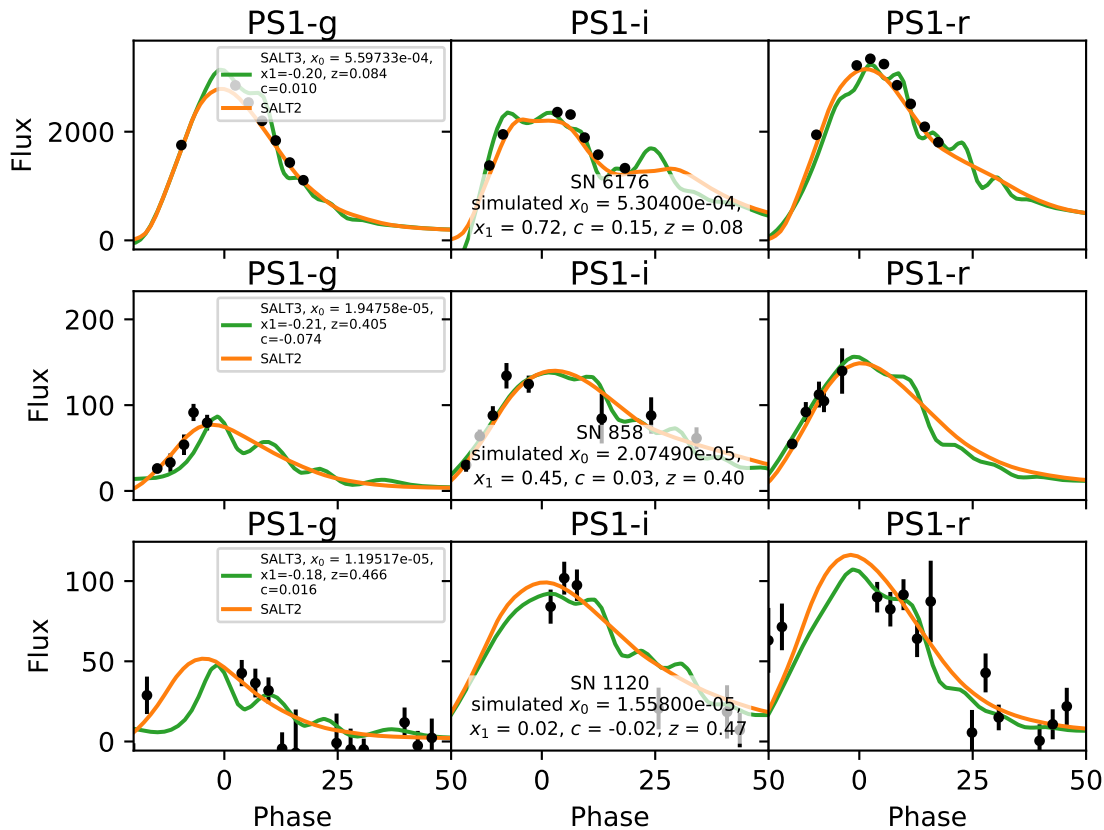 PS1-g PS1-i PS1-r
SALT3, x₀ = 5.59733e-04,
x1=-0.20, z=0.084
c=0.010
SALT2
Flux
2000
0
SN 6176
simulated x₀ = 5.30400e-04,
x₁ = 0.72, c = 0.15, z = 0.08
PS1-g PS1-i PS1-r
SALT3, x₀ = 1.94758e-05,
x1=-0.21, z=0.405
c=-0.074
SALT2
Flux
200
100
0
SN 858
simulated x₀ = 2.07490e-05,
x₁ = 0.45, c = 0.03, z = 0.40
PS1-g PS1-i PS1-r
SALT3, x₀ = 1.19517e-05,
x1=-0.18, z=0.466
c=0.016
SALT2
Flux
100
50
0
SN 1120
simulated x₀ = 1.55800e-05,
x₁ = 0.02, c = -0.02, z = 0.47
0 25 50 0 25 50 0 25 50
Phase Phase Phase